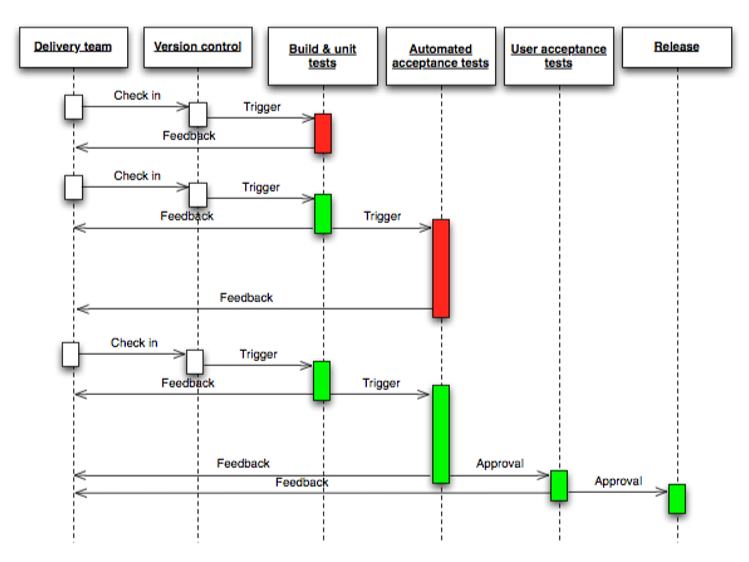 Delivery team
Version control
Build & unit
tests
Automated
acceptance tests
User acceptance
tests
Release
Check in
Trigger
Feedback
Check in
Trigger
Feedback
Trigger
Feedback
Check in
Trigger
Feedback
Trigger
Feedback
Approval
Feedback
Approval